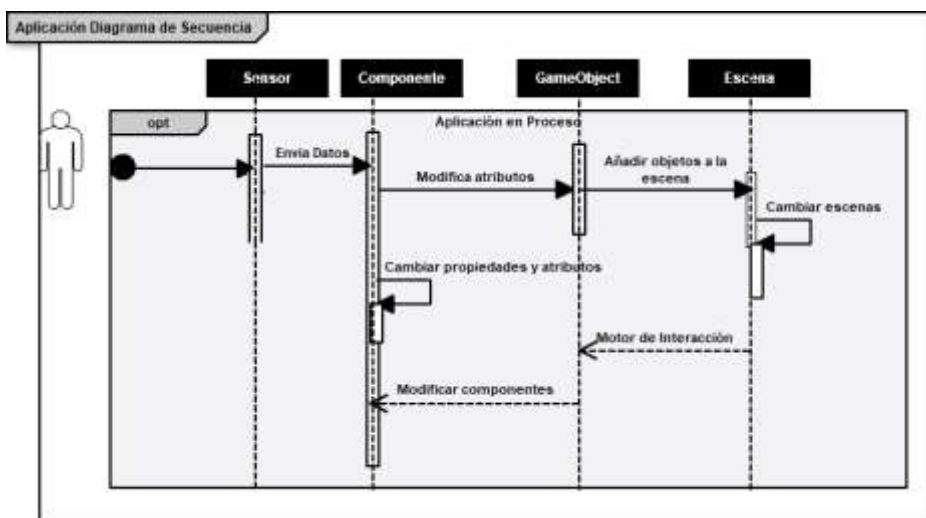 Aplicación Diagrama de Secuencia
Sensor
Componente
GameObject
Escena
opt
Aplicación en Proceso
Envia Datos
Modifica atributos
Añadir objetos a la
escena
Cambiar escenas
Cambiar propiedades y atributos
Motor de Interacción
Modificar componentes